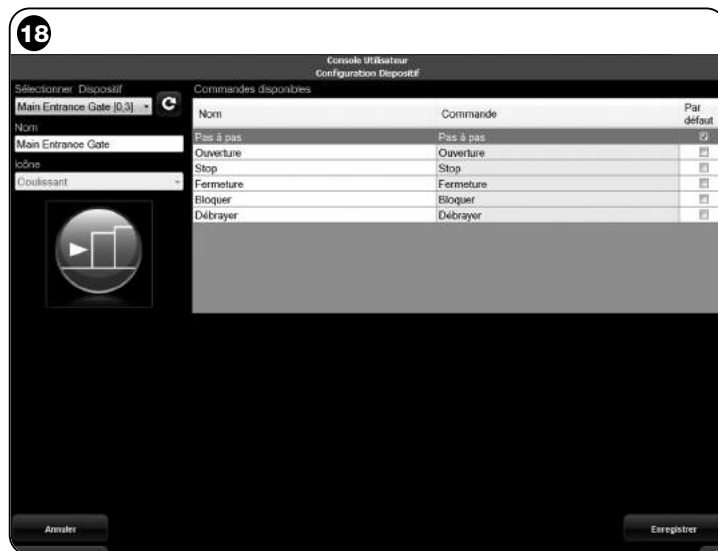 18
Console Utilisateur
Configuration Dispositif
Sélectionner Dispositif
Main Entrance Gate [0,3]
Nom
Main Entrance Gate
Icône
Coulissant
Commandes disponibles
Nom Commande Par défaut
Pas à pas Pas à pas
Ouverture Ouverture
Stop Stop
Fermeture Fermeture
Bloquer Bloquer
Débrayer Débrayer
Annuler Enregistrer